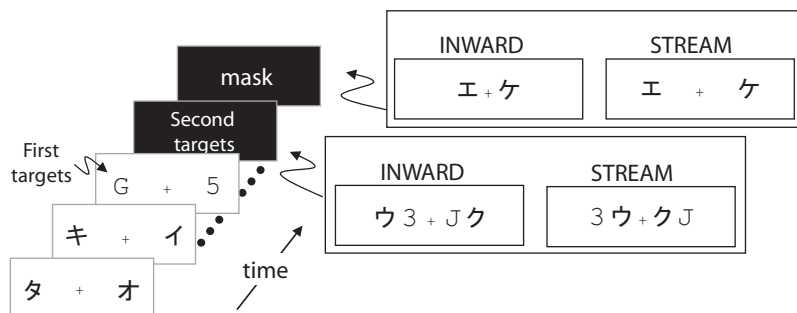 INWARD
STREAM
エ + ケ
エ + ケ
mask
Second
targets
First
targets
G + 5
キ + イ
タ + オ
time
INWARD
STREAM
ウ 3 + J ク
3 ウ + ク J